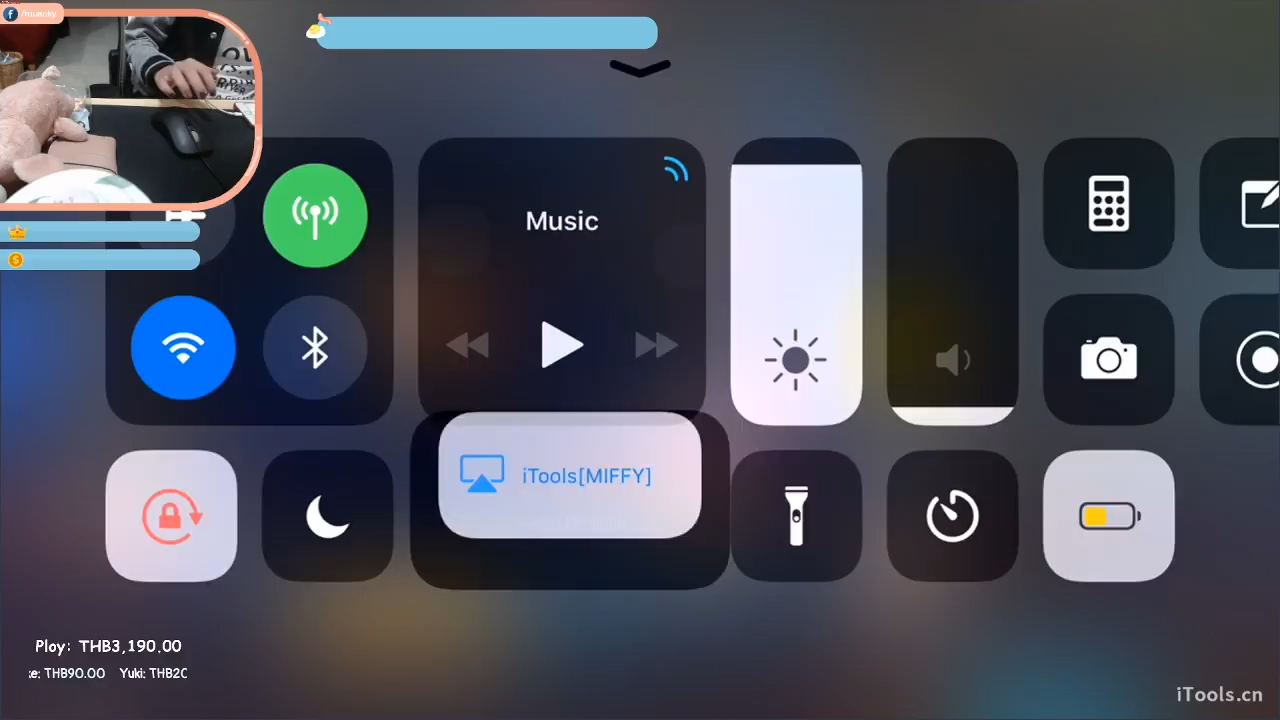 Music
iTools[MIFFY]
Ploy: THB3,190.00
THB90.00 Yuki:
iTools.cn